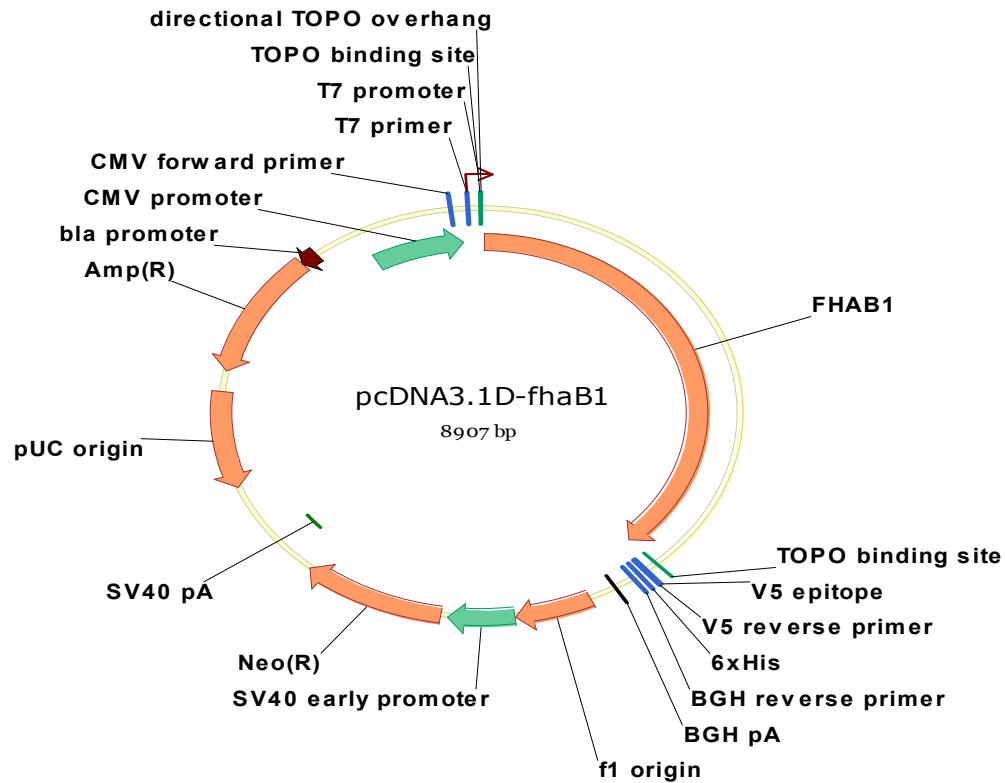 directional TOPO overhang
TOPO binding site
T7 promoter
T7 primer
CMV forward primer
CMV promoter
bla promoter
Amp(R)
FHAB1
pcDNA3.1D-fhaB1
8907 bp
pUC origin
TOPO binding site
SV40 pA
V5 epitope
V5 reverse primer
Neo(R)
6xHis
SV40 early promoter
BGH reverse primer
BGH pA
f1 origin